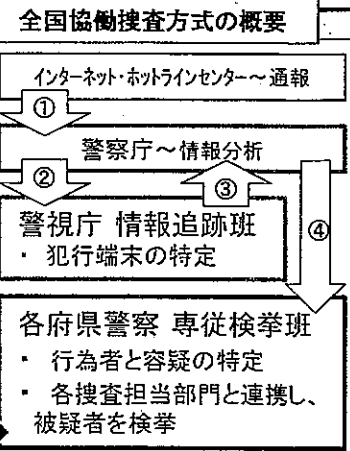 全国協働捜査方式の概要
インターネット・ホットラインセンター～通報
①
警察庁～情報分析
②
③
④
警視庁 情報追跡班
・ 犯行端末の特定
各府県警察 専従検挙班
・ 行為者と容疑の特定
・ 各捜査担当部門と連携し、
被疑者を検挙